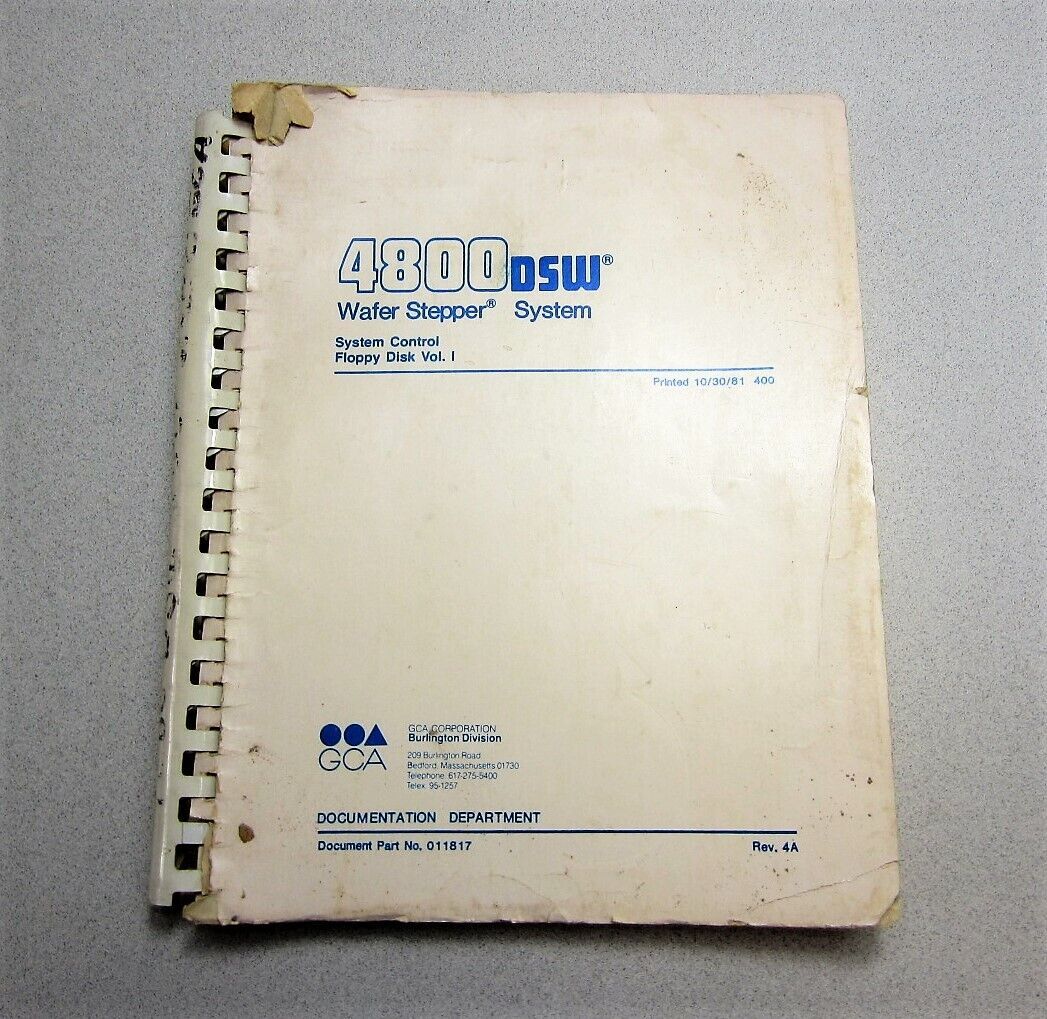 4800 DSW®
Wafer Stepper® System
System Control
Floppy Disk Vol. I
Printed 10/30/81 400
GCA
GCA CORPORATION
Burlington Division
209 Burlington Road
Bedford, Massachusetts 01730
Telephone: 617-275-5400
Telex: 95-1257
DOCUMENTATION DEPARTMENT
Document Part No. 011817
Rev. 4A